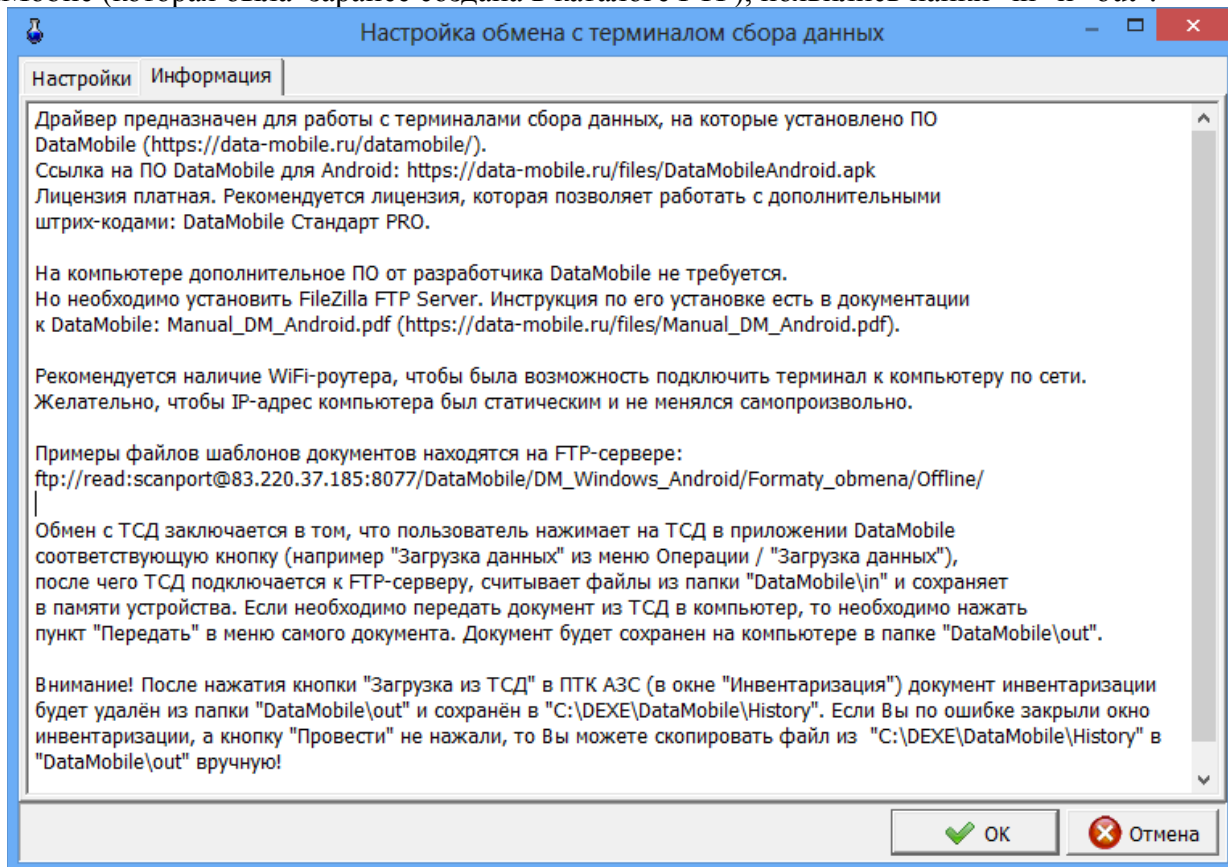 Мобile (которая была заранее создана в каталоге FTP), появились папки "in" и "out".
Настройка обмена с терминалом сбора данных
Настройки Информация
Драйвер предназначен для работы с терминалами сбора данных, на которые установлено ПО
DataMobile (https://data-mobile.ru/datamobile/).
Ссылка на ПО DataMobile для Android: https://data-mobile.ru/files/DataMobileAndroid.apk
Лицензия платная. Рекомендуется лицензия, которая позволяет работать с дополнительными
штрих-кодами: DataMobile Стандарт PRO.
На компьютере дополнительное ПО от разработчика DataMobile не требуется.
Но необходимо установить FileZilla FTP Server. Инструкция по его установке есть в документации
к DataMobile: Manual_DM_Android.pdf (https://data-mobile.ru/files/Manual_DM_Android.pdf).
Рекомендуется наличие WiFi-роутера, чтобы была возможность подключить терминал к компьютеру по сети.
Желательно, чтобы IP-адрес компьютера был статическим и не менялся самопроизвольно.
Примеры файлов шаблонов документов находятся на FTP-сервере:
ftp://read:scanport@83.220.37.185:8077/DataMobile/DM_Windows_Android/Formaty_obmena/Offline/
Обмен с ТСД заключается в том, что пользователь нажимает на ТСД в приложении DataMobile
соответствующую кнопку (например "Загрузка данных" из меню Операции / "Загрузка данных"),
после чего ТСД подключается к FTP-серверу, считывает файлы из папки "DataMobile\in" и сохраняет
в памяти устройства. Если необходимо передать документ из ТСД в компьютер, то необходимо нажать
пункт "Передать" в меню самого документа. Документ будет сохранен на компьютере в папке "DataMobile\out".
Внимание! После нажатия кнопки "Загрузка из ТСД" в ПТК АЗС (в окне "Инвентаризация") документ инвентаризации
будет удалён из папки "DataMobile\out" и сохранён в "C:\DEXE\DataMobile\History". Если Вы по ошибке закрыли окно
инвентаризации, а кнопку "Провести" не нажали, то Вы можете скопировать файл из "C:\DEXE\DataMobile\History" в
"DataMobile\out" вручную!
OK Отмена